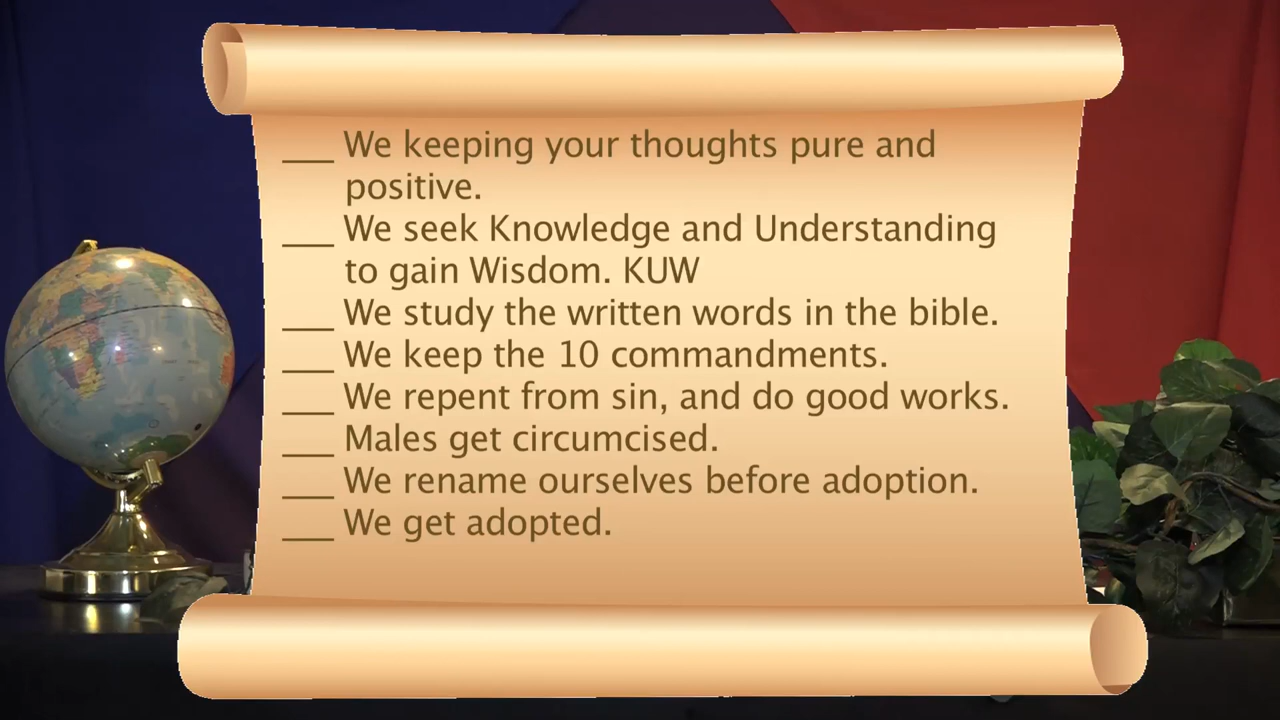 ___ We keeping your thoughts pure and
positive.
___ We seek Knowledge and Understanding
to gain Wisdom. KUW
___ We study the written words in the bible.
___ We keep the 10 commandments.
___ We repent from sin, and do good works.
___ Males get circumcised.
___ We rename ourselves before adoption.
___ We get adopted.